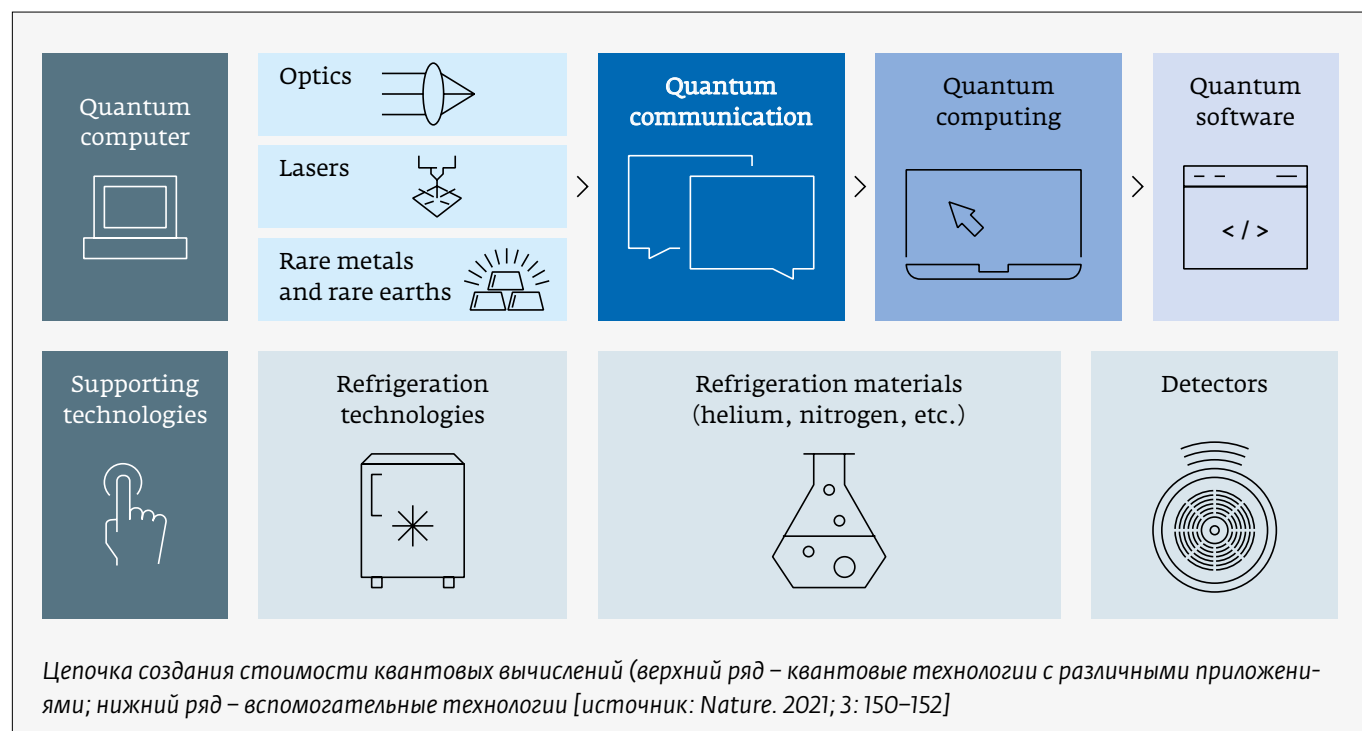 Quantum
computer
Optics
Lasers
Rare metals
and rare earths
>
Quantum
communication
>
Quantum
computing
>
Quantum
software
< / >
Supporting
technologies
Refrigeration
technologies
Refrigeration materials
(helium, nitrogen, etc.)
Detectors
Цепочка создания стоимости квантовых вычислений (верхний ряд – квантовые технологии с различными приложени-
ями; нижний ряд – вспомогательные технологии [источник: Nature. 2021; 3: 150–152]